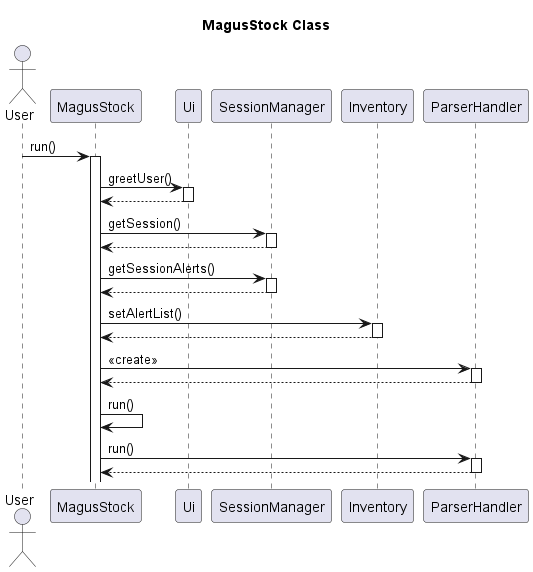 MagusStock Class
User
MagusStock
Ui
SessionManager
Inventory
ParserHandler
run()
greetUser()
getSession()
getSessionAlerts()
setAlertList()
«create»
run()
run()
User
MagusStock
Ui
SessionManager
Inventory
ParserHandler